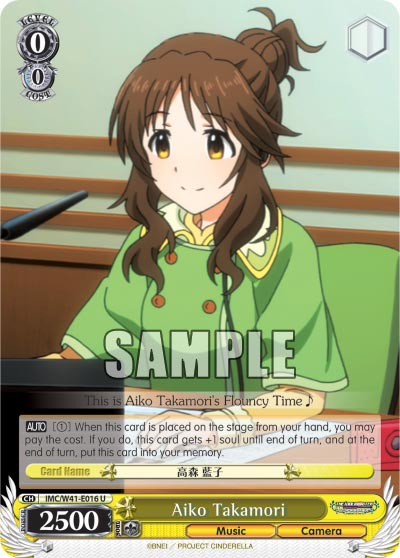 LEVEL
0
0
COST
SAMPLE
This is Aiko Takamori's Flouncy Time♪
AUTO [①] When this card is placed on the stage from your hand, you may
pay the cost. If you do, this card gets +1 soul until end of turn, and at the
end of turn, put this card into your memory.
Card Name
高森 藍子
CH IMC/W41-E016 U
2500
SOUL
Aiko Takamori
Music
Camera
©BNEI / PROJECT CINDERELLA